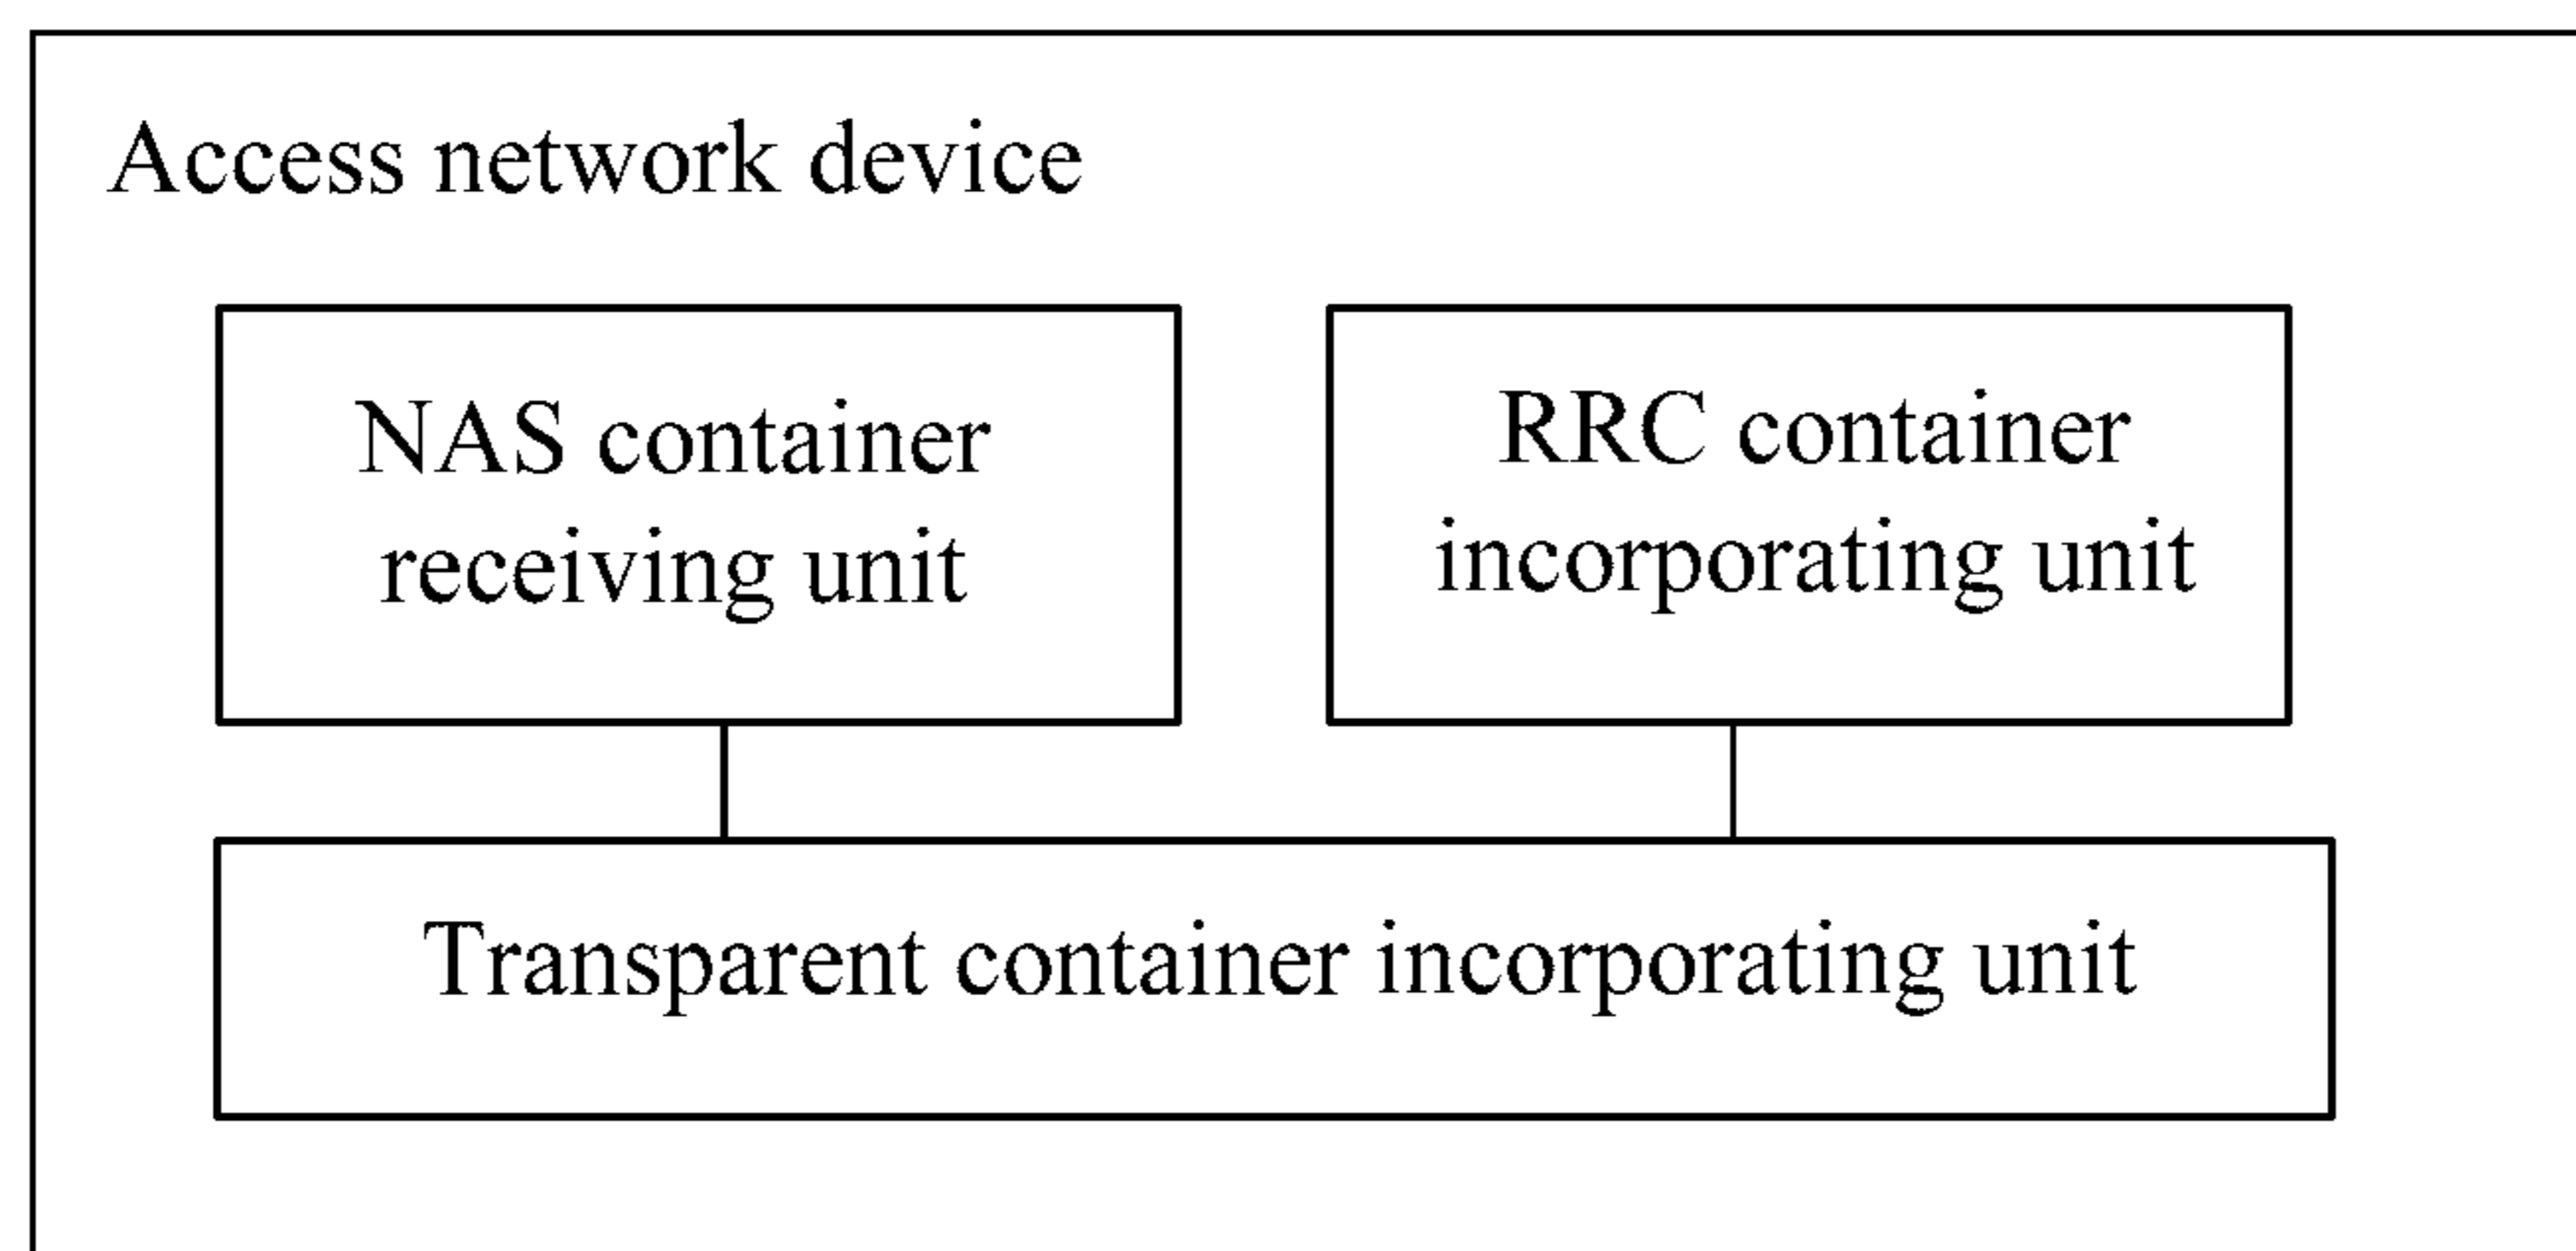 Access network device
NAS container
receiving unit
RRC container
incorporating unit
Transparent container incorporating unit